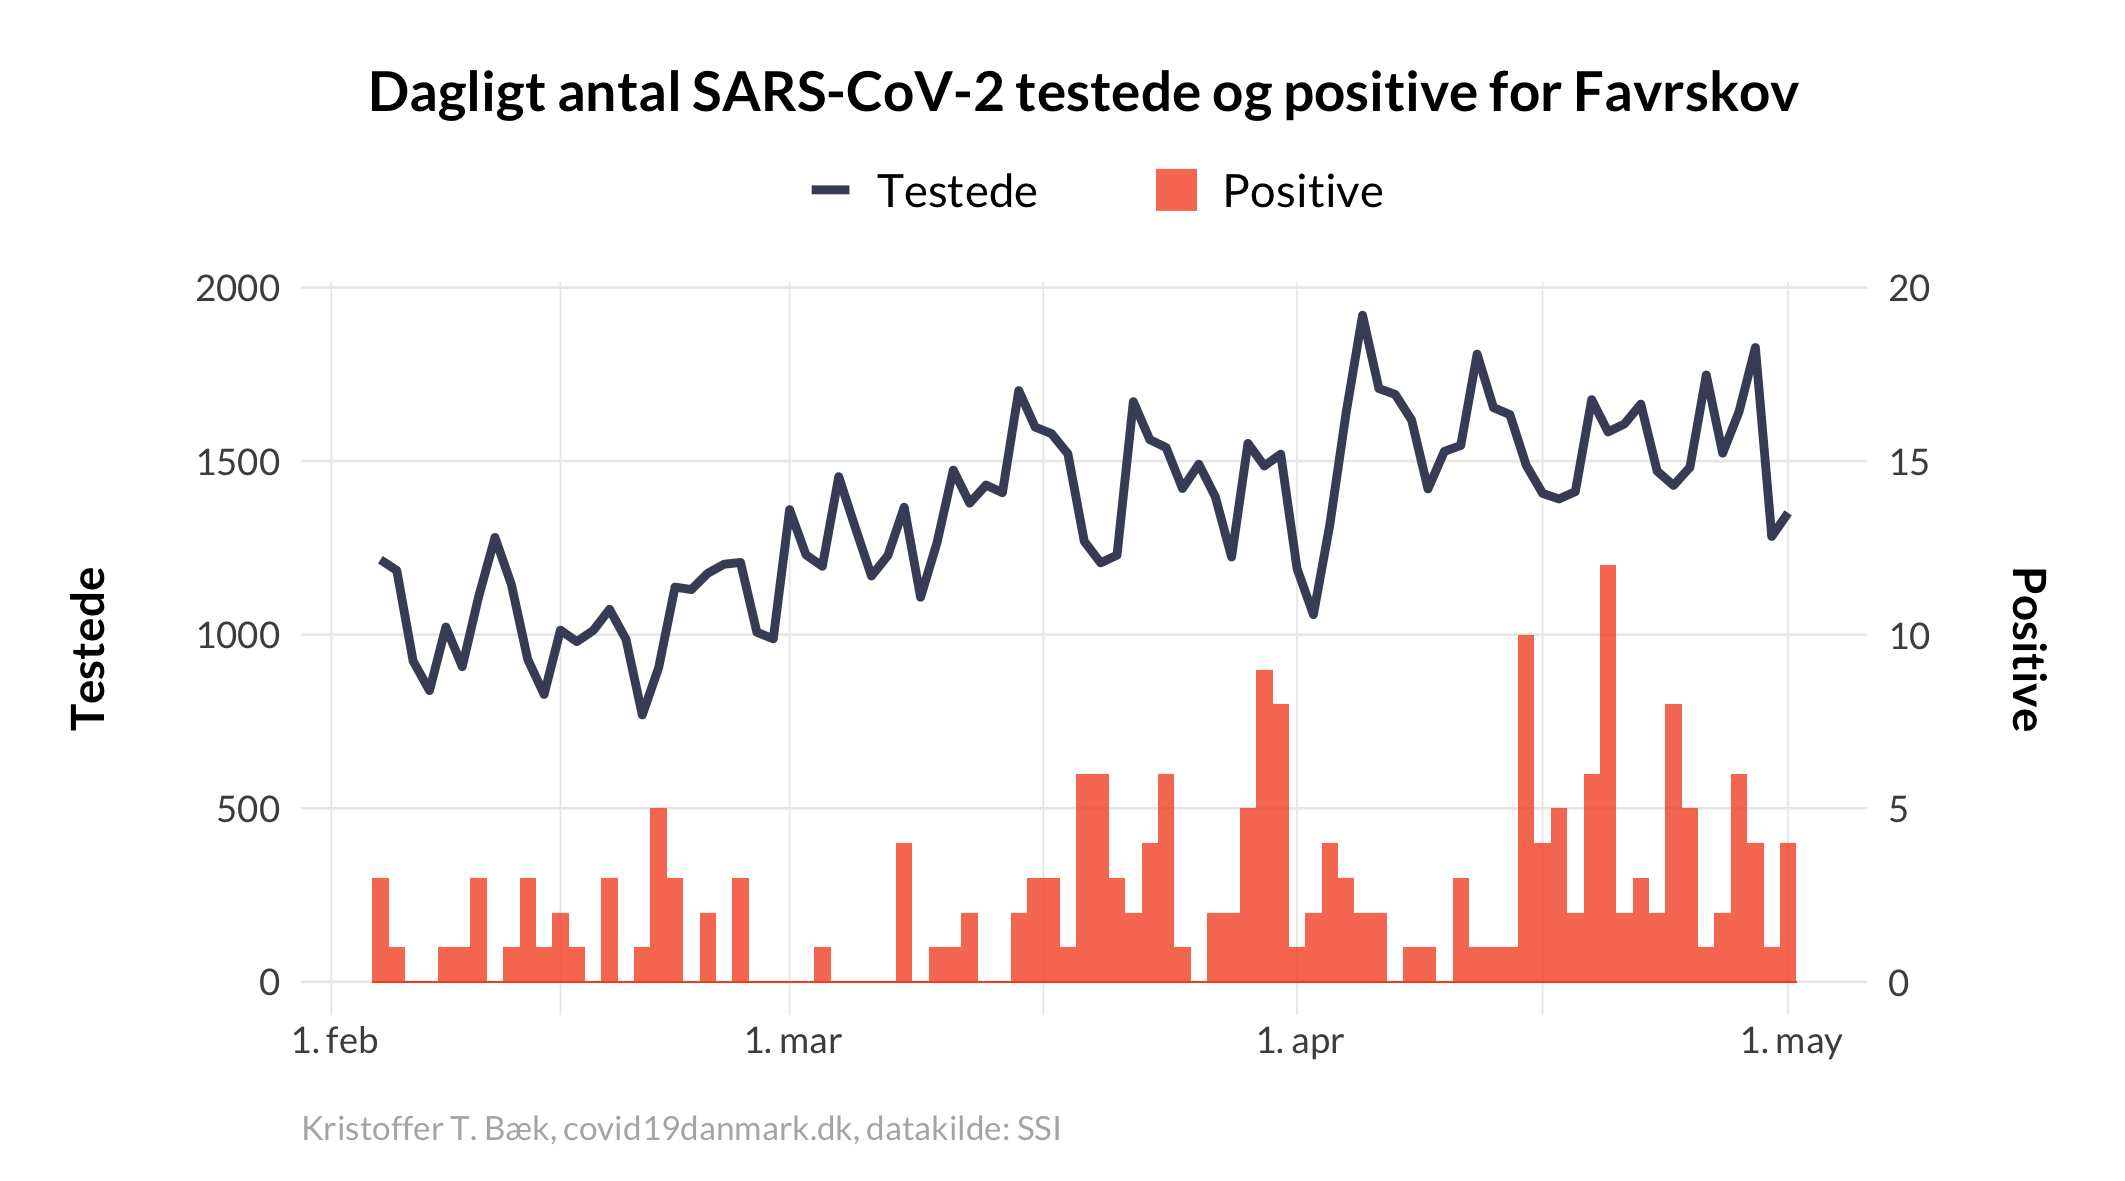 Dagligt antal SARS-CoV-2 testede og positive for Favrskov
Testede
Positive
2000
1500
1000
500
0
20
15
10
5
0
Testede
Positive
1. feb
1. mar
1. apr
1. may
Kristoffer T. Bæk, covid19danmark.dk, datakilde: SSI